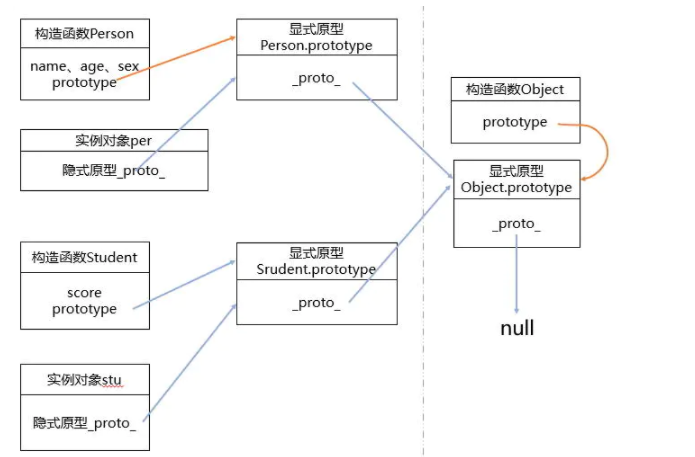 构造函数Person
name、age、sex
prototype
显式原型
Person.prototype
_proto_
实例对象per
隐式原型_proto_
构造函数Object
prototype
显式原型
Object.prototype
_proto_
null
构造函数Student
score
prototype
显式原型
Srudent.prototype
_proto_
实例对象stu
隐式原型_proto_